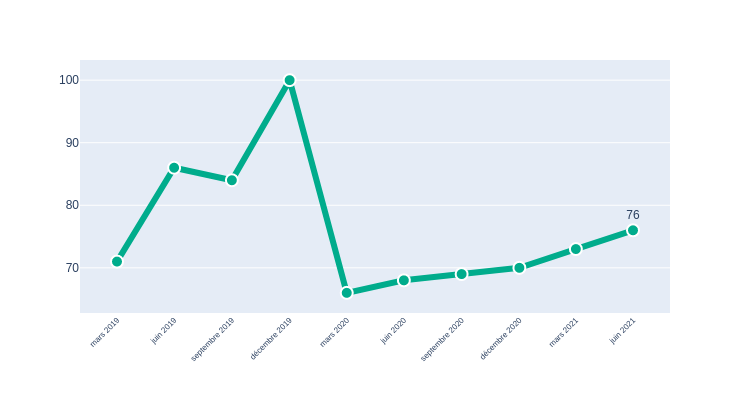 100
90
80
70
76
mars 2019
juin 2019
septembre 2019
décembre 2019
mars 2020
juin 2020
septembre 2020
décembre 2020
mars 2021
juin 2021